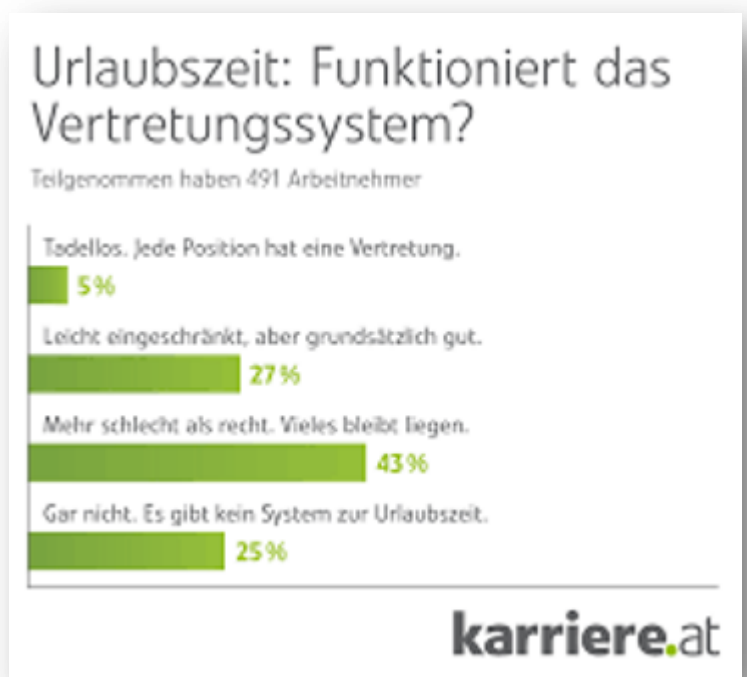 Urlaubszeit: Funktioniert das
Vertretungssystem?
Teilgenommen haben 491 Arbeitnehmer
Tadellos. Jede Position hat eine Vertretung.
5%
Leicht eingeschränkt, aber grundsätzlich gut.
27%
Mehr schlecht als recht. Vieles bleibt liegen.
43%
Gar nicht. Es gibt kein System zur Urlaubszeit.
25%
karriere.at